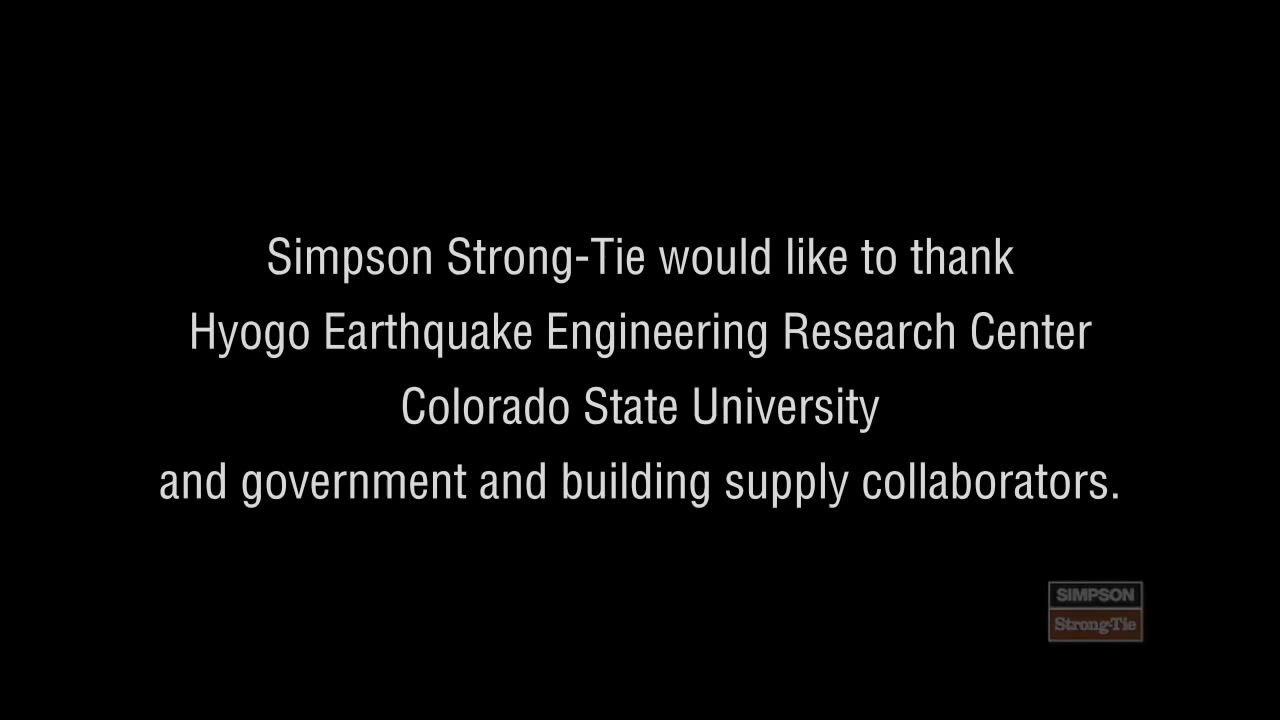 Simpson Strong-Tie would like to thank
Hyogo Earthquake Engineering Research Center
Colorado State University
and government and building supply collaborators.
SIMPSON
Strong-Tie